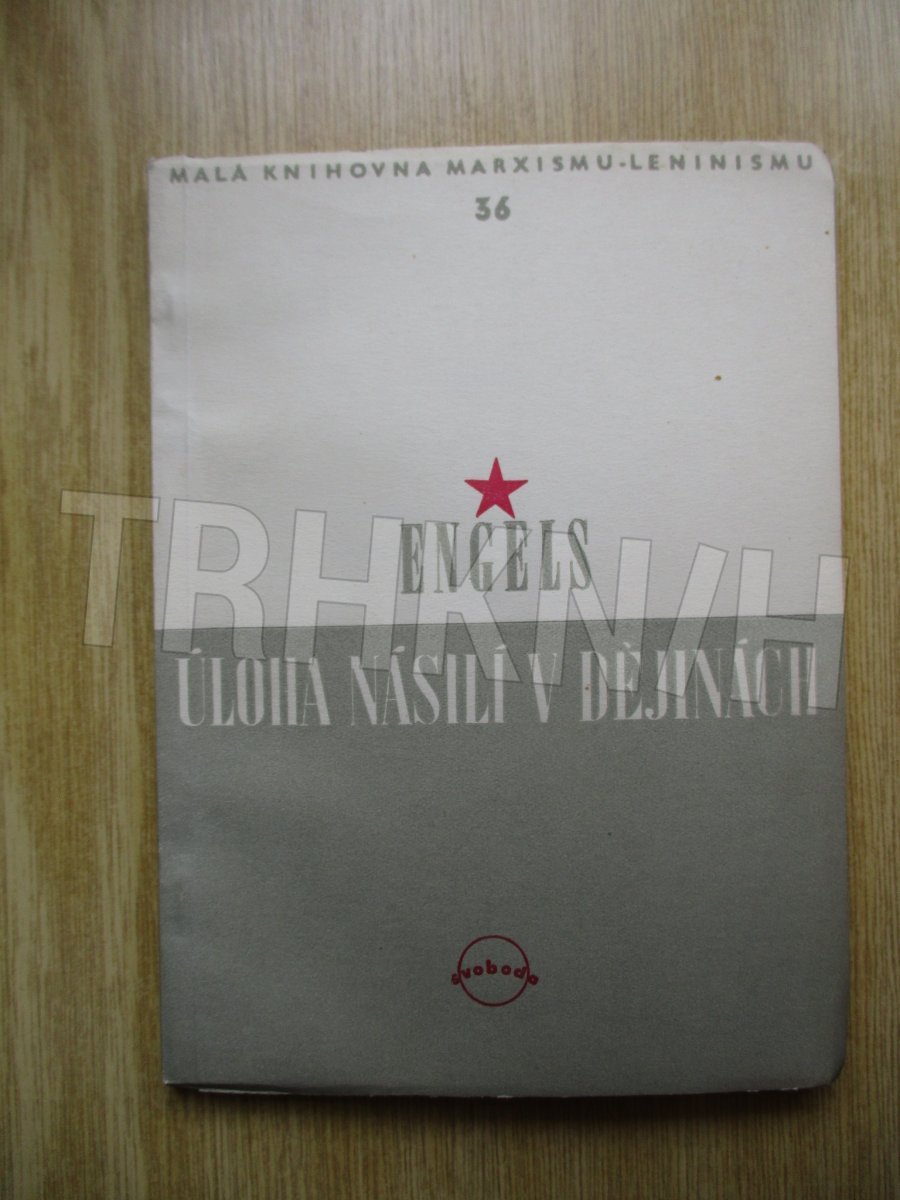 MALÁ KNIHOVNA MARXISMU-LENINISMU
36
ENGELS
TRHKNIH
ÚLOHA NÁSILÍ V DĚJINÁCH
svoboda